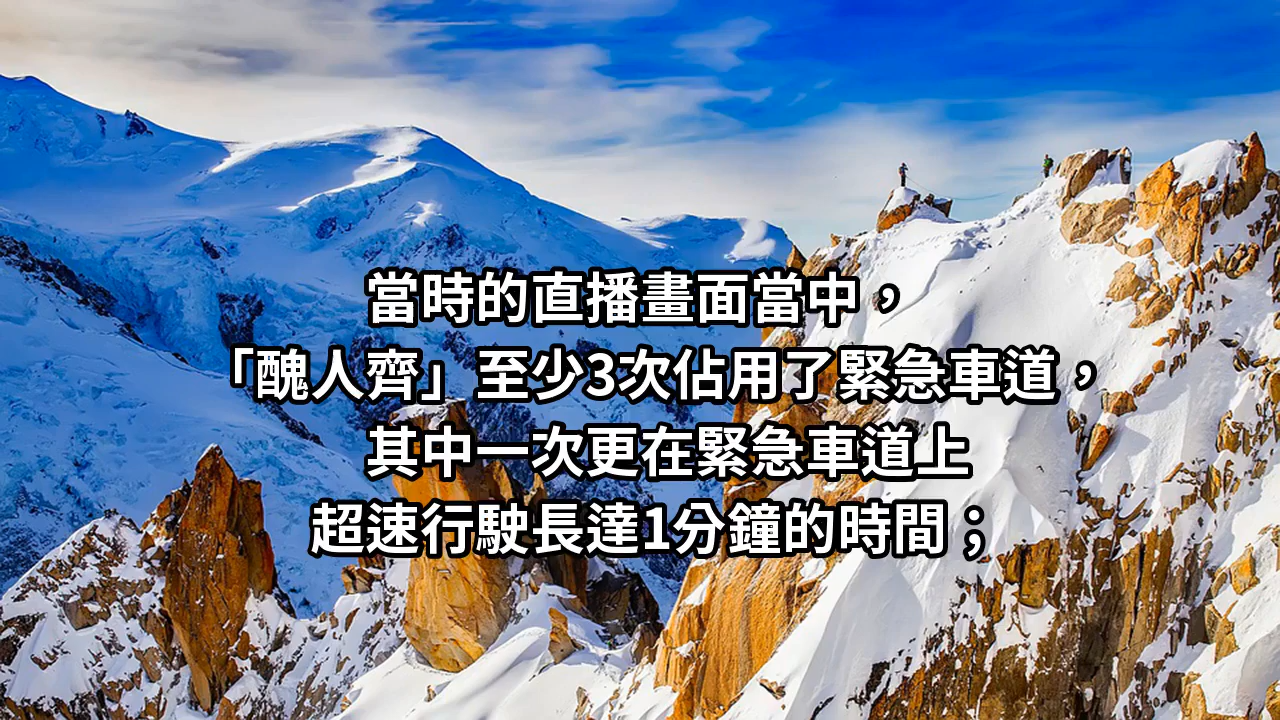 當時的直播畫面當中，
「醜人齊」至少3次佔用了緊急車道，
其中一次更在緊急車道上
超速行駛長達1分鐘的時間；